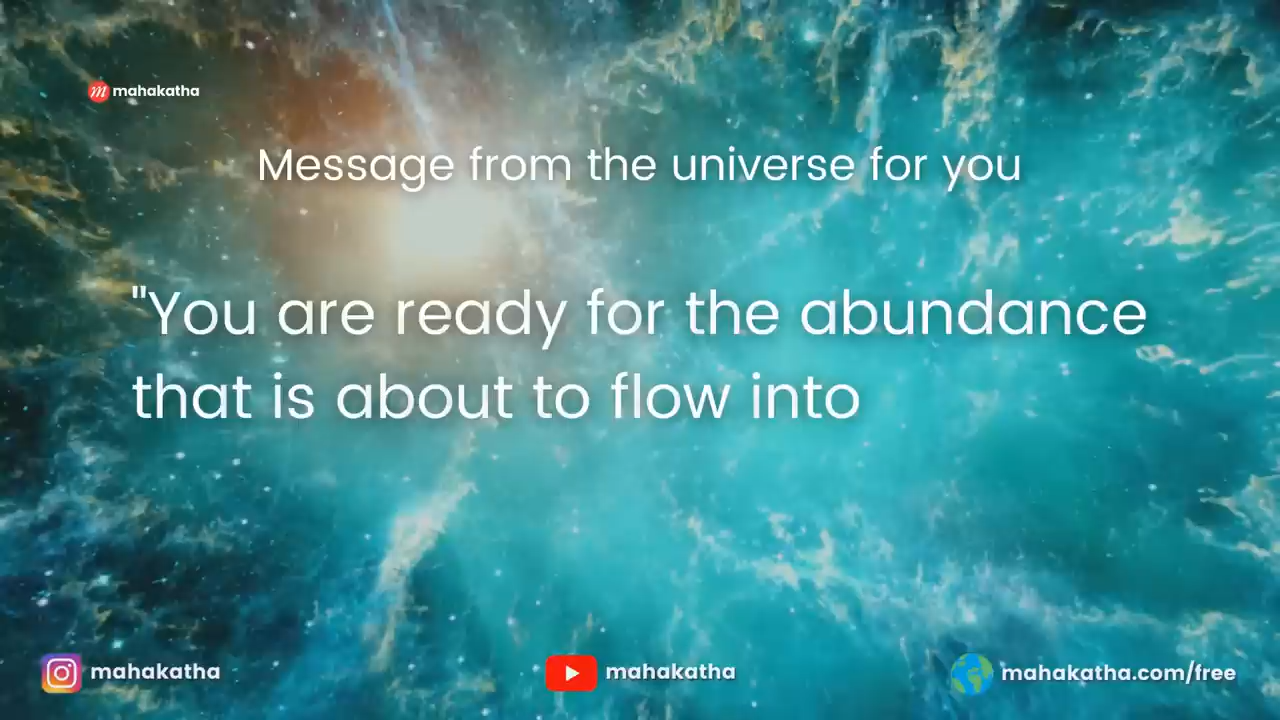 mahakatha
Message from the universe for you
"You are ready for the abundance
that is about to flow into
mahakatha
mahakatha
mahakatha.com/free